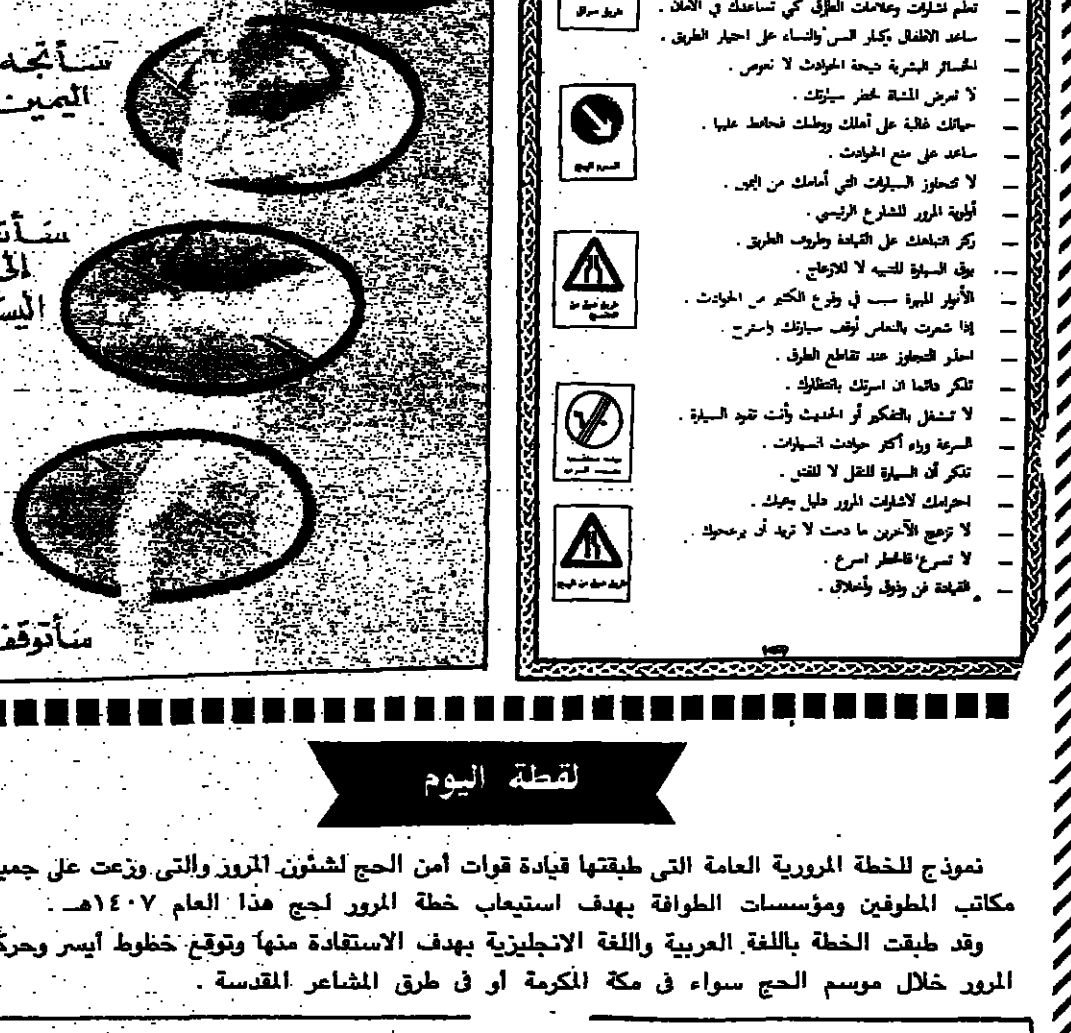 ـ تعلم اشارات وعلامات الطرق كي تساعدك في الأمان .
ـ ساعد الاطفال وكبار السن والنساء على اجتياز الطريق .
ـ الخسائر البشرية نتيحة الحوادث لا تعوض .
ـ لا تعرض المشاة لخطر سيارتك .
ـ حياتك غالية على أهلك ووطنك فحافظ عليها .
ـ ساعد على منع الحوادث .
ـ لا تتجاوز السيارات التي أمامك من اليمين .
ـ أولوية المرور للشارع الرئيسي .
ـ ركز انتباهك على القيادة وظروف الطريق .
ـ بوق السيارة للتنبيه لا للازعاج .
ـ الأنوار المبهرة سبب في وقوع الكثير من الحوادث .
ـ إذا شعرت بالنعاس أوقف سيارتك واسترح .
ـ احذر التجاوز عند تقاطع الطرق .
ـ تذكر دائما ان اسرتك بانتظارك .
ـ لا تنشغل بالتفكير أو الحديث وأنت تقود السيارة .
ـ السرعة وراء أكثر حوادث السيارات .
ـ تذكر أن السيارة للنقل لا للقتل .
ـ احترامك لاشارات المرور دليل وعيك .
ـ لا تزعج الآخرين ما دمت لا تريد أن يزعجوك .
ـ لا تسرع فالخطر اسرع .
ـ القيادة فن وذوق وأخلاق .
طريق ضيق من
سأتجه
اليمين
إلى
سأتوقف
لقطة اليوم
نموذج للخطة المرورية العامة التى طبقتها قيادة قوات أمن الحج لشئون المرور والتى وزعت على جمي
مكاتب المطوفين ومؤسسات الطوافة بهدف استيعاب خطة المرور لحج هذا العام ١٤٠٧هـ .
وقد طبقت الخطة باللغة العربية واللغة الانجليزية بهدف الاستفادة منها وتوقع خطوط أيسر وحرك
المرور خلال موسم الحج سواء فى مكة المكرمة أو فى طرق المشاعر المقدسة .